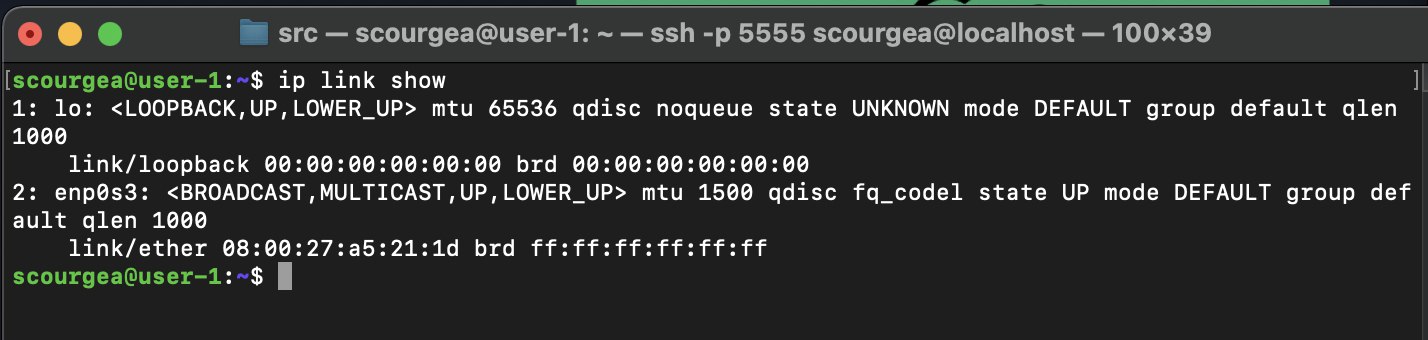 src — scourgea@user-1: ~ — ssh -p 5555 scourgea@localhost — 100×39
[scourgea@user-1:~$ ip link show ]
1: lo: <LOOPBACK,UP,LOWER_UP> mtu 65536 qdisc noqueue state UNKNOWN mode DEFAULT group default qlen
1000
    link/loopback 00:00:00:00:00:00 brd 00:00:00:00:00:00
2: enp0s3: <BROADCAST,MULTICAST,UP,LOWER_UP> mtu 1500 qdisc fq_codel state UP mode DEFAULT group def
ault qlen 1000
    link/ether 08:00:27:a5:21:1d brd ff:ff:ff:ff:ff:ff
scourgea@user-1:~$